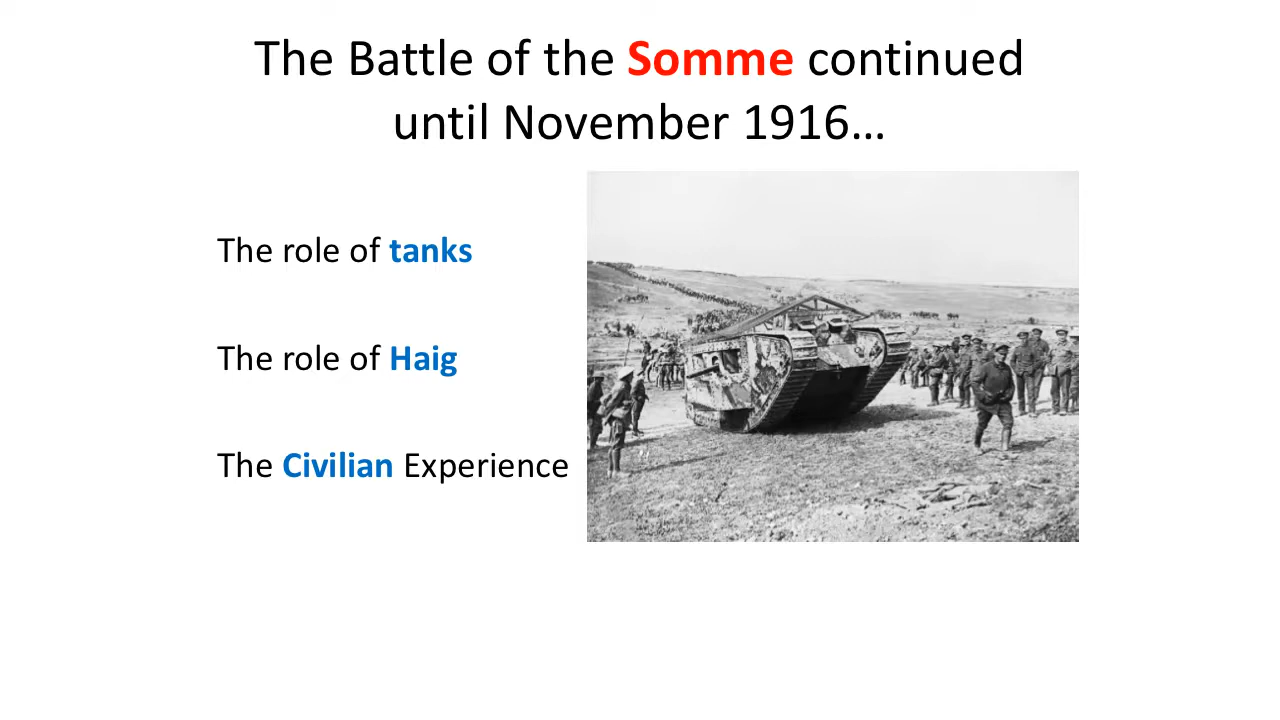 The Battle of the Somme continued
until November 1916…
The role of tanks
The role of Haig
The Civilian Experience